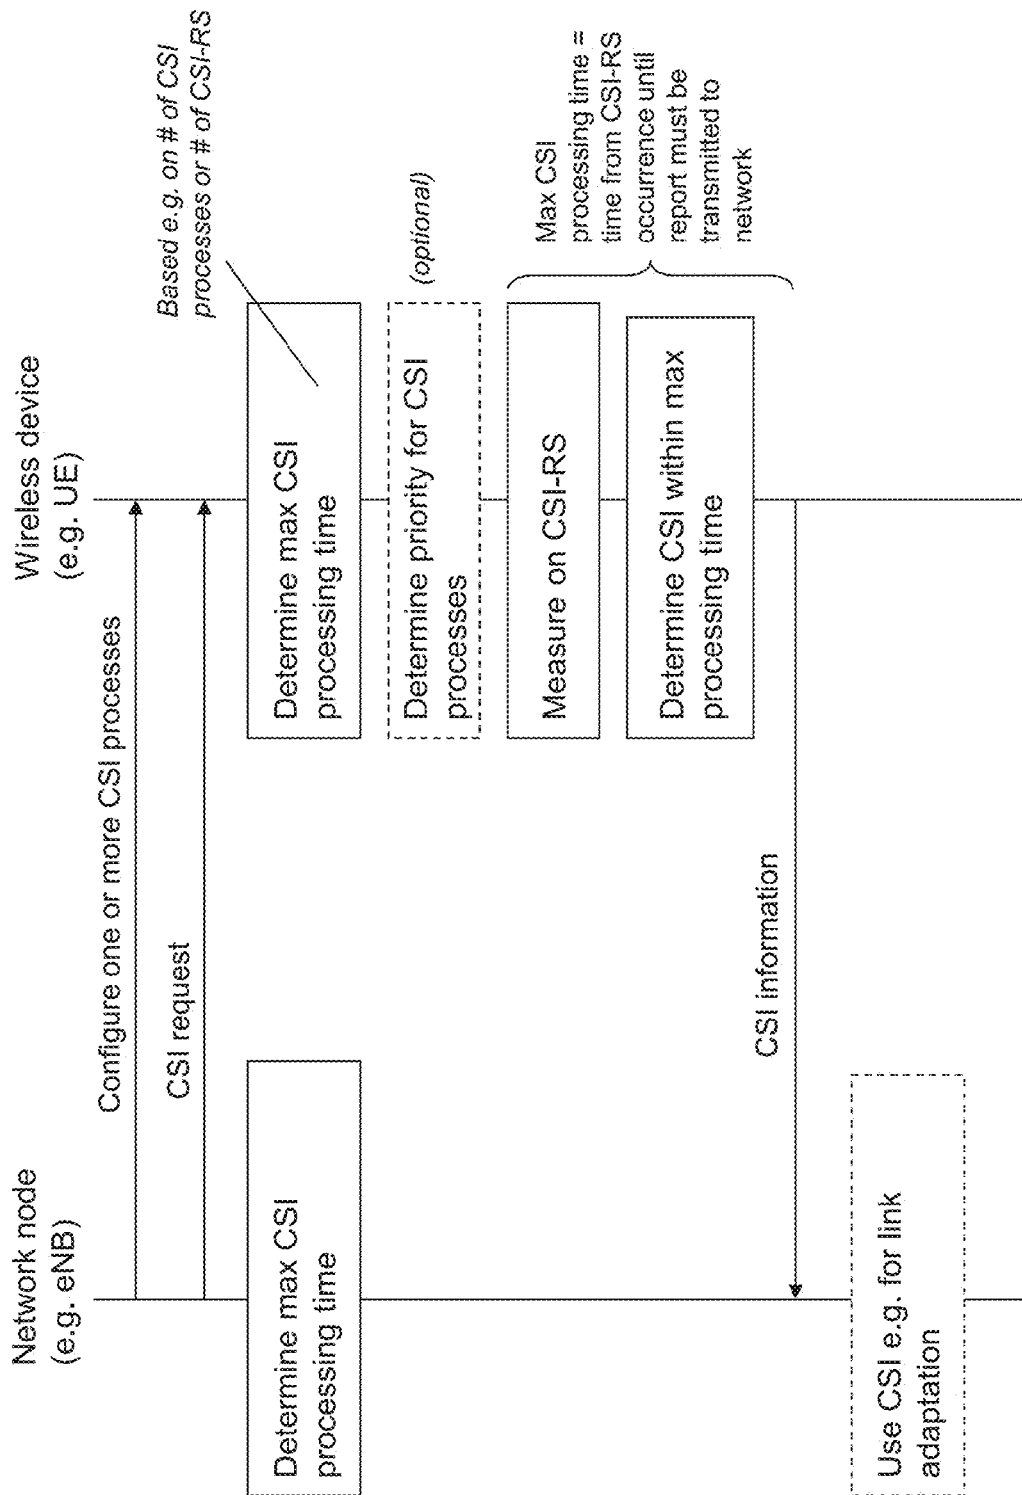 Network node
(e.g. eNB)
Wireless device
(e.g. UE)
Configure one or more CSI processes
CSI request
Based e.g. on # of CSI
processes or # of CSI-RS
Determine max CSI
processing time
Determine max CSI
processing time
Determine priority for CSI
processes
(optional)
Measure on CSI-RS
Determine CSI within max
processing time
Max CSI
processing time =
time from CSI-RS
occurrence until
report must be
transmitted to
network
CSI information
Use CSI e.g. for link
adaptation